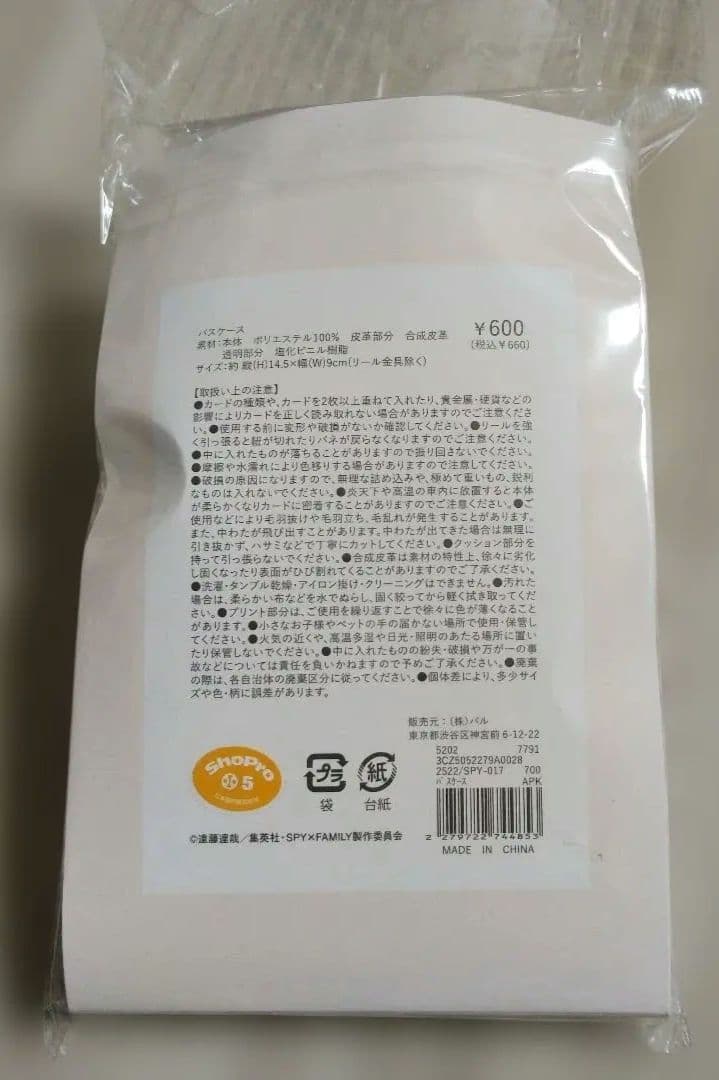 パスケース
素材：本体 ポリエステル100% 皮革部分 合成皮革
透明部分 塩化ビニル樹脂
サイズ：約 縦(H)14.5×幅(W)9cm(リール金具除く)
￥600
(税込￥660)
【取扱い上の注意】
●カードの種類や、カードを2枚以上重ねて入れたり、貴金属・硬貨などの
影響によりカードを正しく読み取れない場合がありますのでご注意くださ
い。●使用する前に変形や破損がないか確認してください。●リールを強
く引っ張ると紐が切れたりバネが戻らなくなりますのでご注意ください。
●中に入れたものが落ちることがありますので振り回さないでください。
●摩擦や水濡れにより色移りする場合がありますので注意してください。
●破損の原因になりますので、無理な詰め込みや、極めて重いもの、鋭利
なものは入れないでください。●炎天下や高温の車内に放置すると本体
が柔らかくなりカードに密着することがありますのでご注意ください。●ご
使用などにより毛羽抜けや毛羽立ち、毛乱れが発生することがあります。
また、中わたが飛び出すことがあります。中わたが出てきた場合は無理に
引き抜かず、ハサミなどで丁寧にカットしてください。●クッション部分を
持って引っ張らないでください。●合成皮革は素材の特性上、徐々に劣化
し固くなったり表面がひび割れてくることがありますのでご了承ください。
●洗濯・タンブル乾燥・アイロン掛け・クリーニングはできません。●汚れた
場合は、柔らかい布などを水でぬらし、固く絞ってから軽く拭き取ってくだ
さい。●プリント部分は、ご使用を繰り返すことで徐々に色が薄くなること
があります。●小さなお子様やペットの手の届かない場所で使用・保管し
てください。●火気の近くや、高温多湿や日光・照明のあたる場所に置い
たり保管しないでください。●中に入れたものの紛失・破損や万が一の事
故などについては責任を負いかねますので予めご了承ください。●廃棄
の際は、各自治体の廃棄区分に従ってください。●個体差により、多少サイ
ズや色・柄に誤差があります。
販売元：(株)パル
東京都渋谷区神宮前 6-12-22
5202 7791
3CZ5052279A0028
2522/SPY-017 700
パスケース APK
2 279722 744853
MADE IN CHINA
ShoPro
小 5
プラ
袋
紙
台紙
©遠藤達哉／集英社・SPY×FAMILY製作委員会